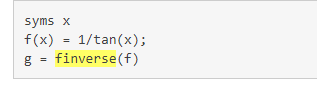 syms x
f(x) = 1/tan(x);
g = finverse(f)